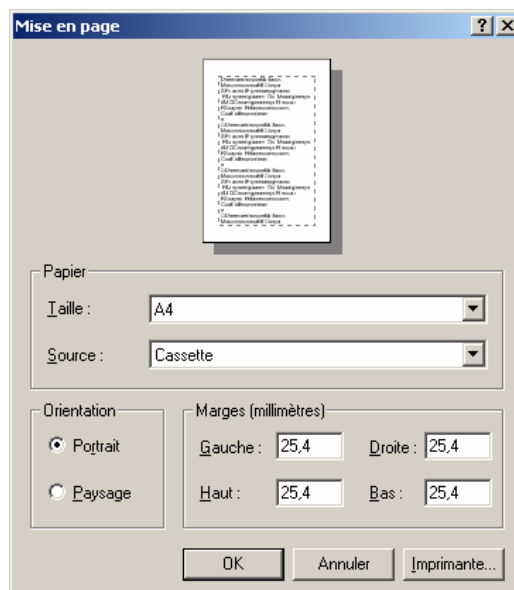 Mise en page
Papier
Taille :
A4
Source :
Cassette
Orientation
Portrait
Paysage
Marges (millimètres)
Gauche : 25,4 Droite : 25,4
Haut : 25,4 Bas : 25,4
OK Annuler Imprimante...